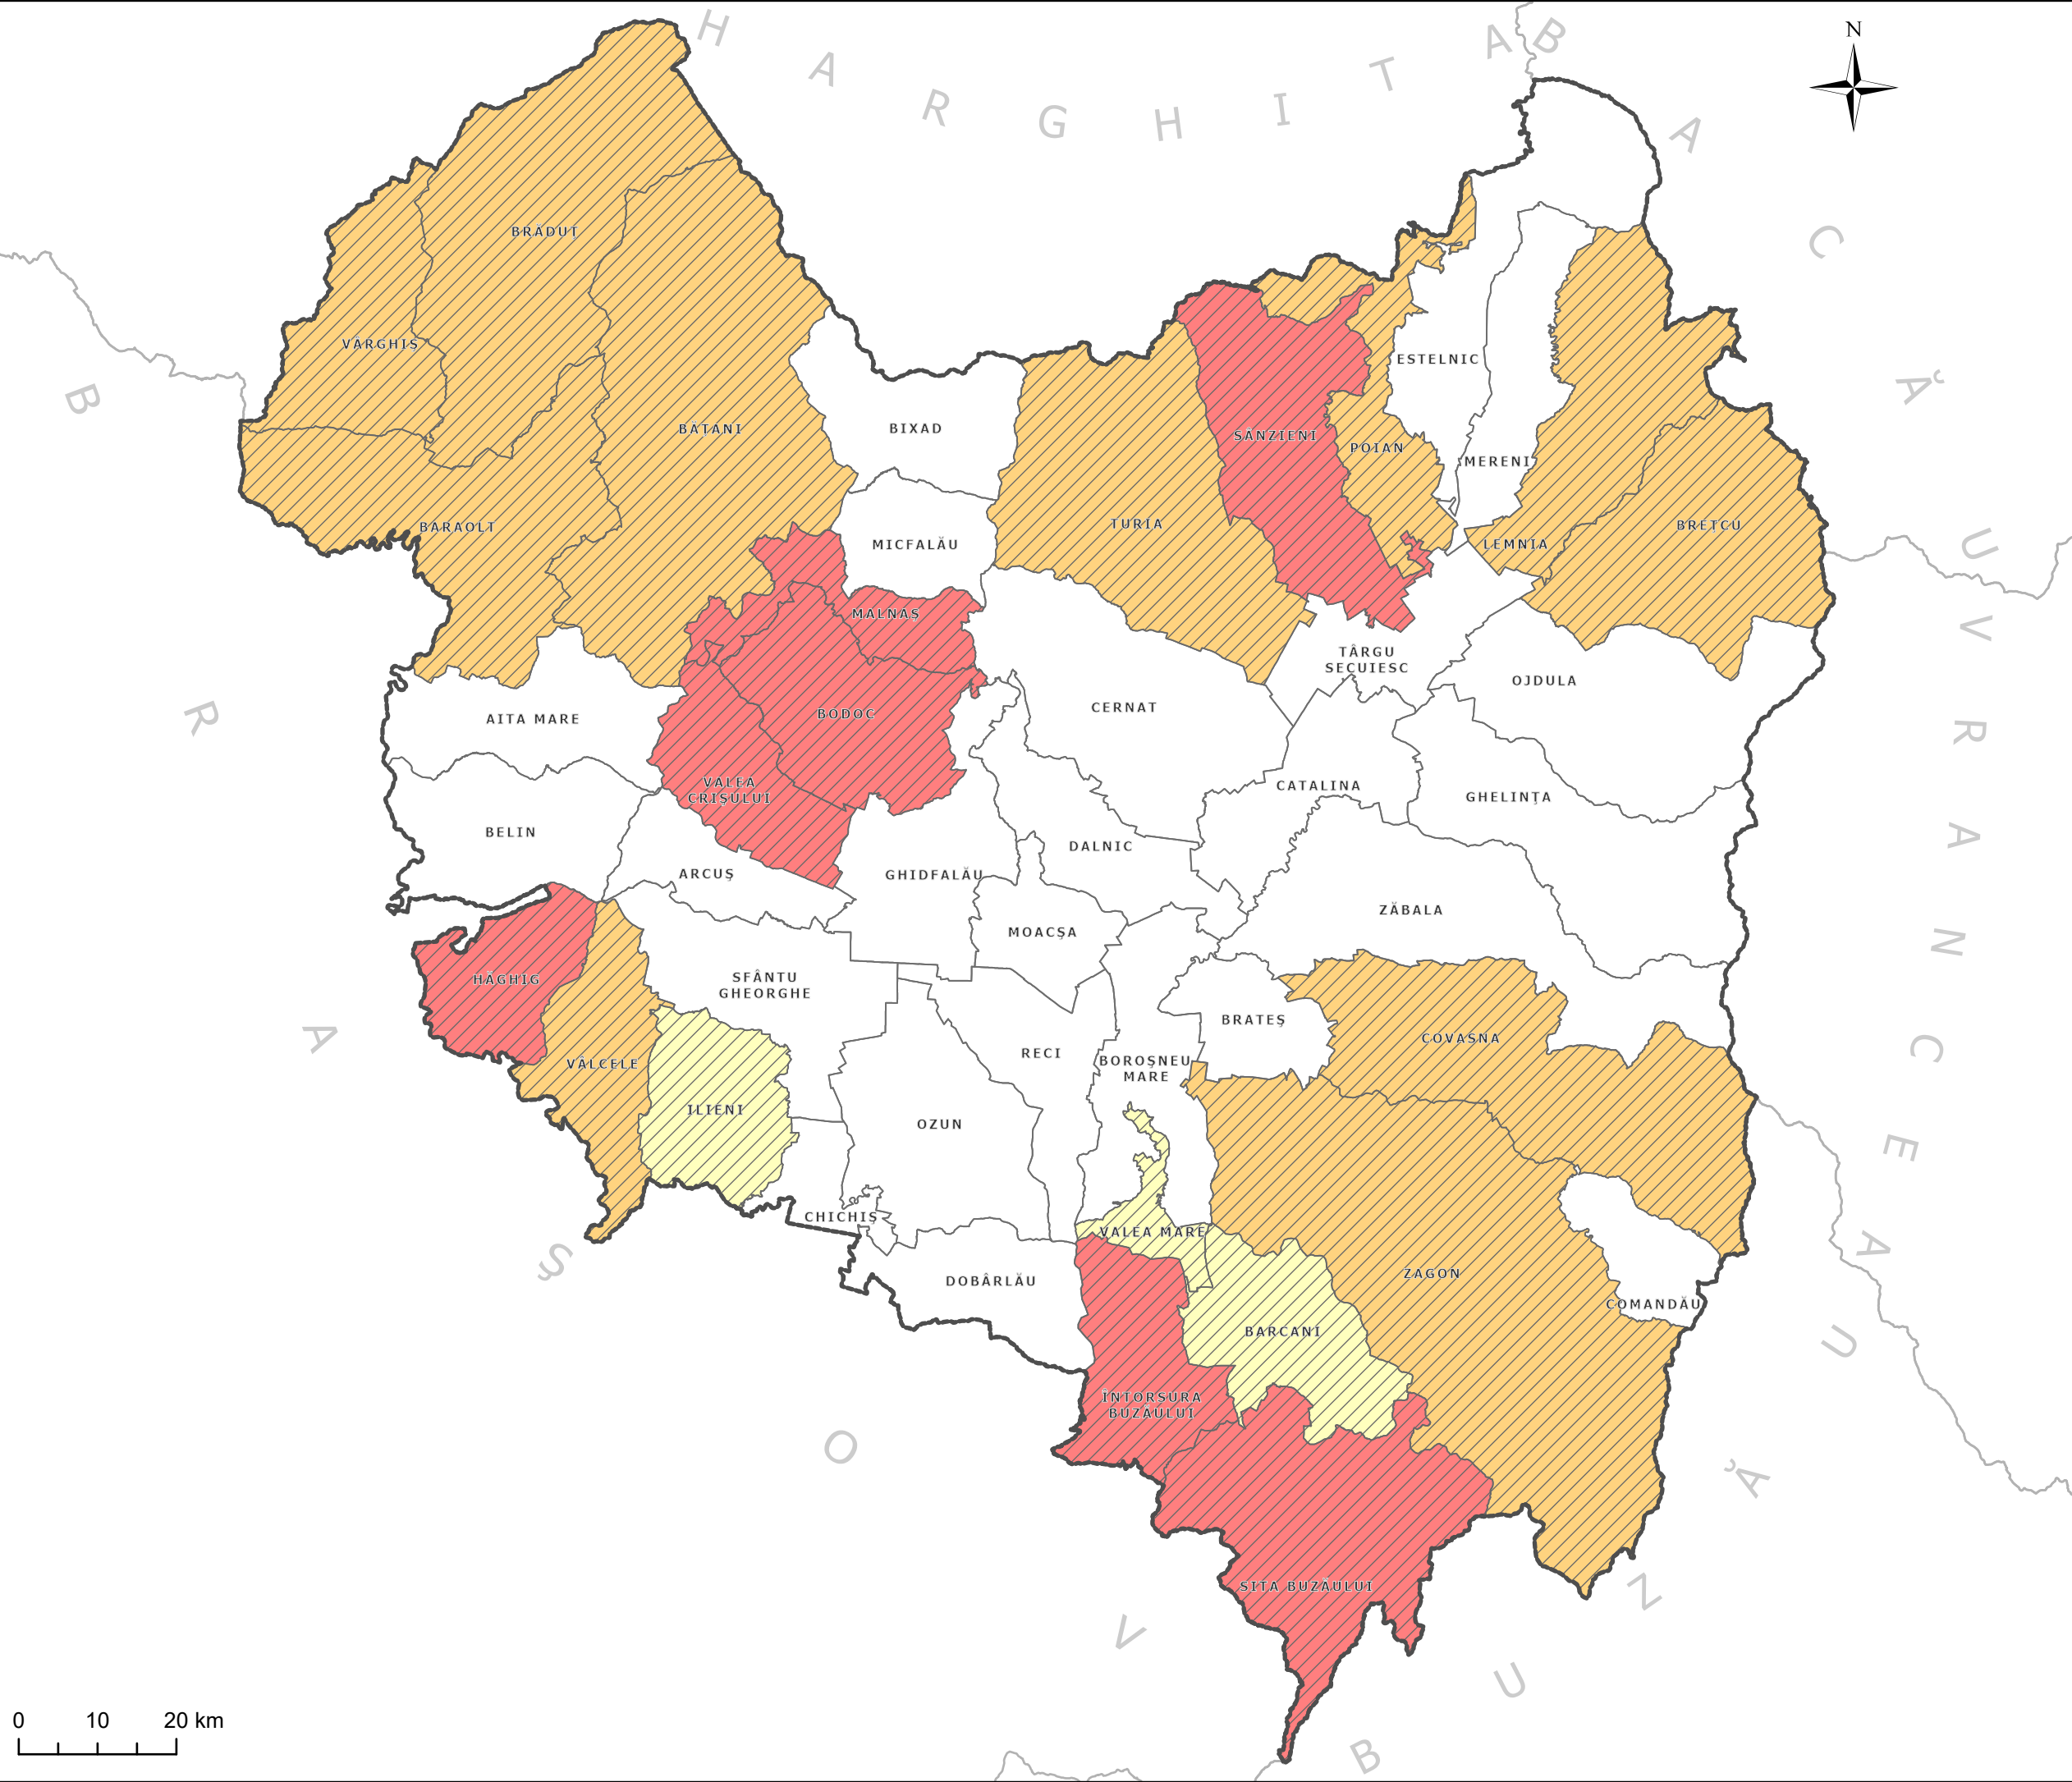 HARGHITA
BACĂU
N
BRĂDUȚ
VÂRGHIȘ
ESTELNIC
BIXAD
BĂȚANI
SÂNZIENI
POIAN
MERENI
TURIA
BREȚCU
BARAOLT
MICFALĂU
LEMNIA
MALNAȘ
TÂRGU
SECUIESC
OJDULA
CERNAT
BODOC
AITA MARE
VALEA
CRIȘULUI
CATALINA
GHELINȚA
BELIN
DALNIC
ARCUȘ
GHIDFALĂU
ZĂBALA
MOACȘA
HĂGHIG
SFÂNTU
GHEORGHE
BRATEȘ
COVASNA
RECI
VÂLCELE
BOROȘNEU
MARE
ILIENI
OZUN
CHICHIȘ
VALEA MARE
ZAGON
DOBÂRLĂU
COMANDĂU
BARCANI
ÎNTORSURA
BUZĂULUI
SITA BUZĂULUI
BRAȘOV
VRANCEA
BUZĂU
0 10 20 km